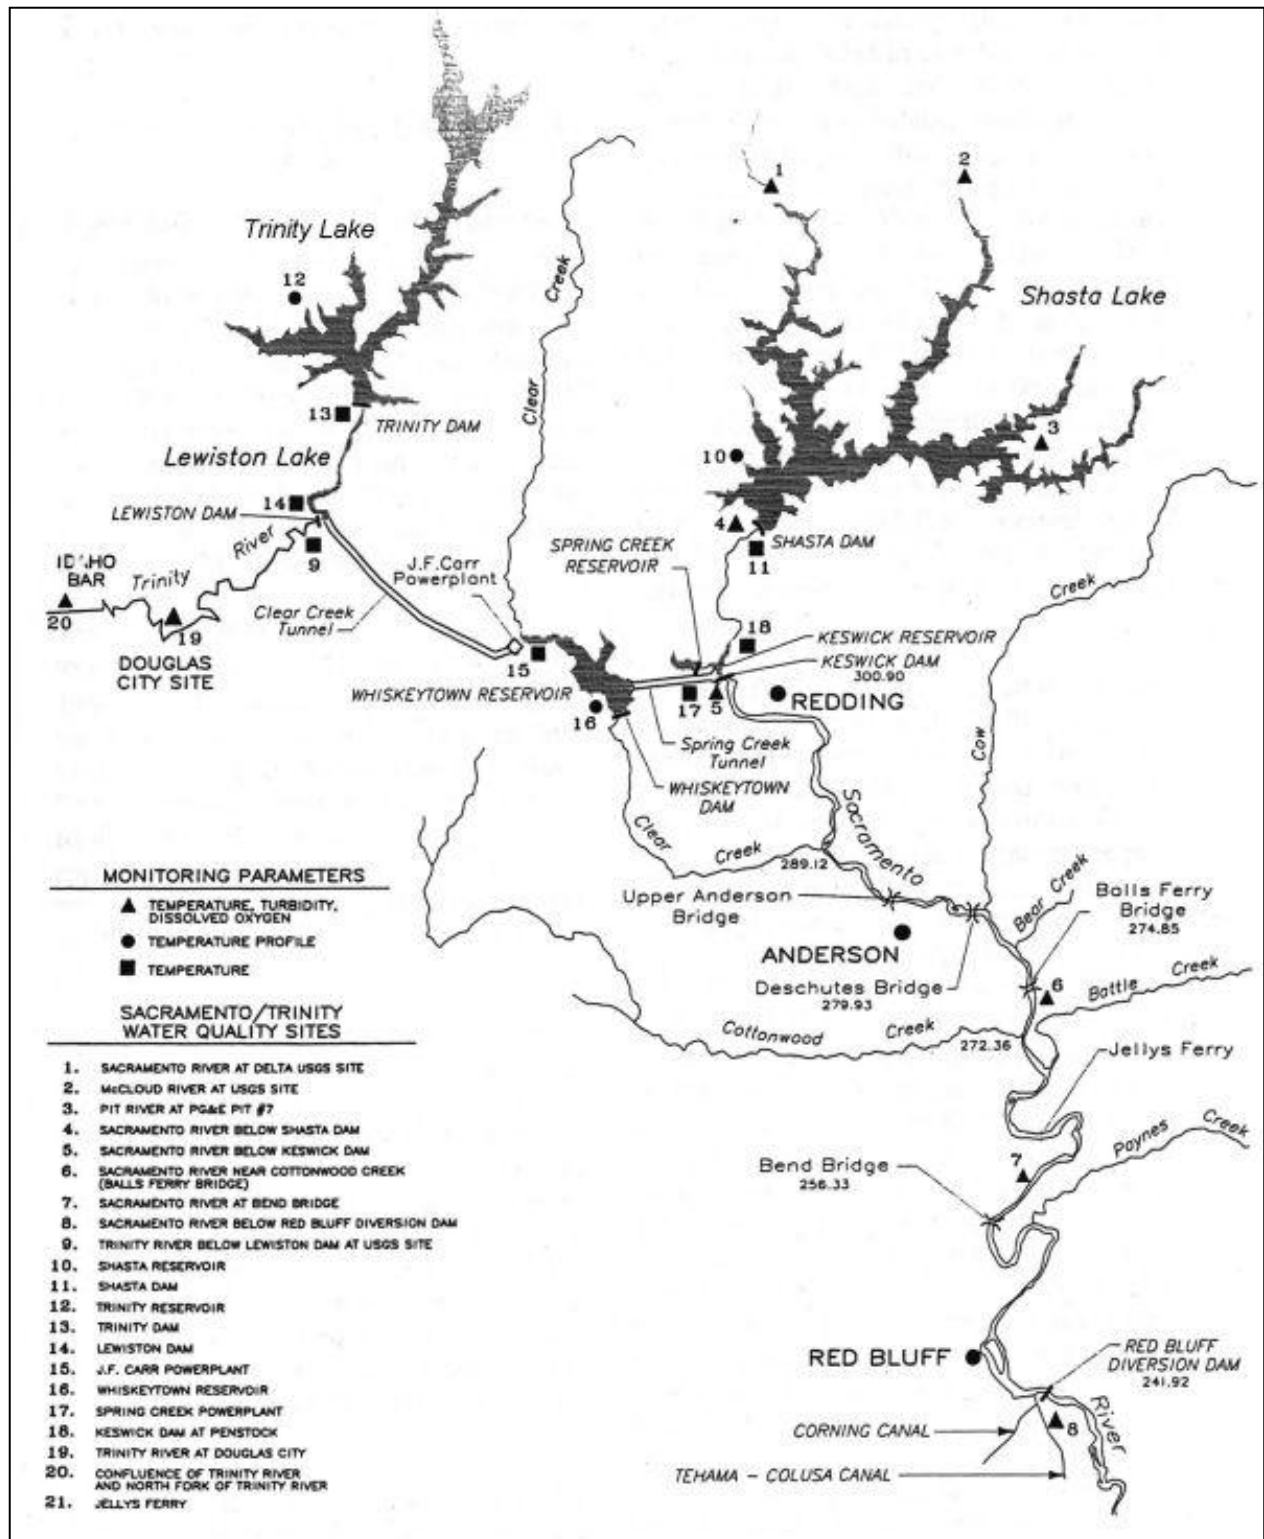 1
2
Trinity Lake
12
Creek
Shasta Lake
Clear
13
TRINITY DAM
3
Lewiston Lake
10
14
LEWISTON DAM
4
SHASTA DAM
River
9
SPRING CREEK
RESERVOIR
11
J.F. Carr
Powerplant
IDAHO
BAR
Trinity
Creek
20
19
Clear Creek
Tunnel
18
KESWICK RESERVOIR
DOUGLAS
CITY SITE
15
KESWICK DAM
300.90
WHISKEYTOWN RESERVOIR
16
17
5
REDDING
Spring Creek
Tunnel
Cow
WHISKEYTOWN
DAM
Sacramento
Clear
Creek
289.12
MONITORING PARAMETERS
TEMPERATURE, TURBIDITY,
DISSOLVED OXYGEN
TEMPERATURE PROFILE
TEMPERATURE
Upper Anderson
Bridge
Bear Creek
Balls Ferry
Bridge
274.85
ANDERSON
Deschutes Bridge
279.93
6
Battle Creek
Cottonwood Creek
272.36
Jellys Ferry
Paynes Creek
7
Bend Bridge
256.33
RED BLUFF
RED BLUFF
DIVERSION DAM
241.92
River
8
CORNING CANAL
TEHAMA – COLUSA CANAL
SACRAMENTO/TRINITY
WATER QUALITY SITES
1. SACRAMENTO RIVER AT DELTA USGS SITE
2. McCLOUD RIVER AT USGS SITE
3. PIT RIVER AT PG&E PIT #7
4. SACRAMENTO RIVER BELOW SHASTA DAM
5. SACRAMENTO RIVER BELOW KESWICK DAM
6. SACRAMENTO RIVER NEAR COTTONWOOD CREEK
(BALLS FERRY BRIDGE)
7. SACRAMENTO RIVER AT BEND BRIDGE
8. SACRAMENTO RIVER BELOW RED BLUFF DIVERSION DAM
9. TRINITY RIVER BELOW LEWISTON DAM AT USGS SITE
10. SHASTA RESERVOIR
11. SHASTA DAM
12. TRINITY RESERVOIR
13. TRINITY DAM
14. LEWISTON DAM
15. J.F. CARR POWERPLANT
16. WHISKEYTOWN RESERVOIR
17. SPRING CREEK POWERPLANT
18. KESWICK DAM AT PENSTOCK
19. TRINITY RIVER AT DOUGLAS CITY
20. CONFLUENCE OF TRINITY RIVER
AND NORTH FORK OF TRINITY RIVER
21. JELLYS FERRY